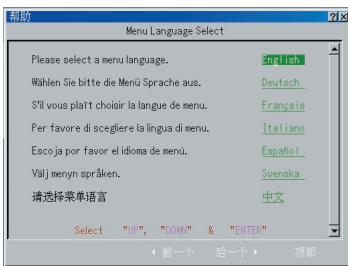 帮助
Menu Language Select
Please select a menu language. English
Wählen Sie bitte die Menü Sprache aus. Deutsch
S'il vous plaît choisir la langue de menu. Français
Per favore di scegliere la lingua di menu. Italiano
Escoja por favor el idioma de menú. Español
Välj menyn språken. Svenska
请选择菜单语言 中文
Select "UP", "DOWN" & "ENTER"
前一个 后一个 顶部